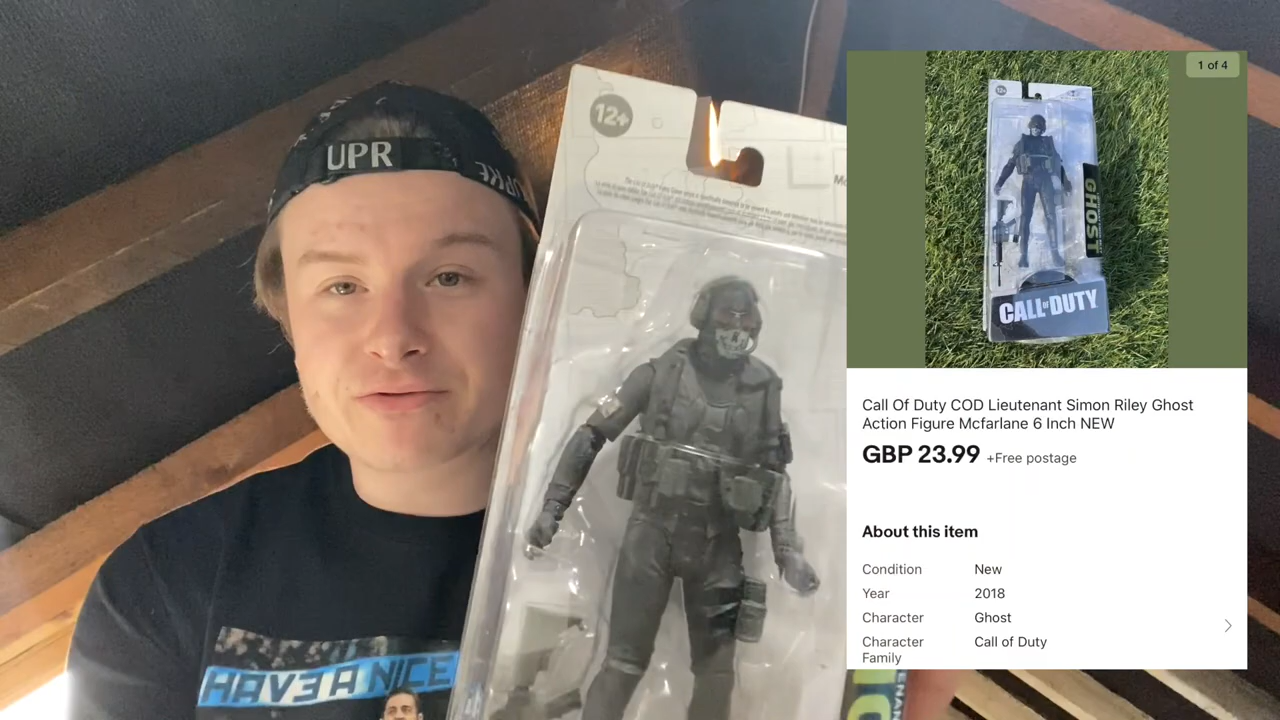 UPR
12+
HAVE A NICE
1 of 4
12+
GHOST
CALL OF DUTY
Call Of Duty COD Lieutenant Simon Riley Ghost
Action Figure Mcfarlane 6 Inch NEW
GBP 23.99 +Free postage
About this item
Condition New
Year 2018
Character Ghost
Character Call of Duty
Family